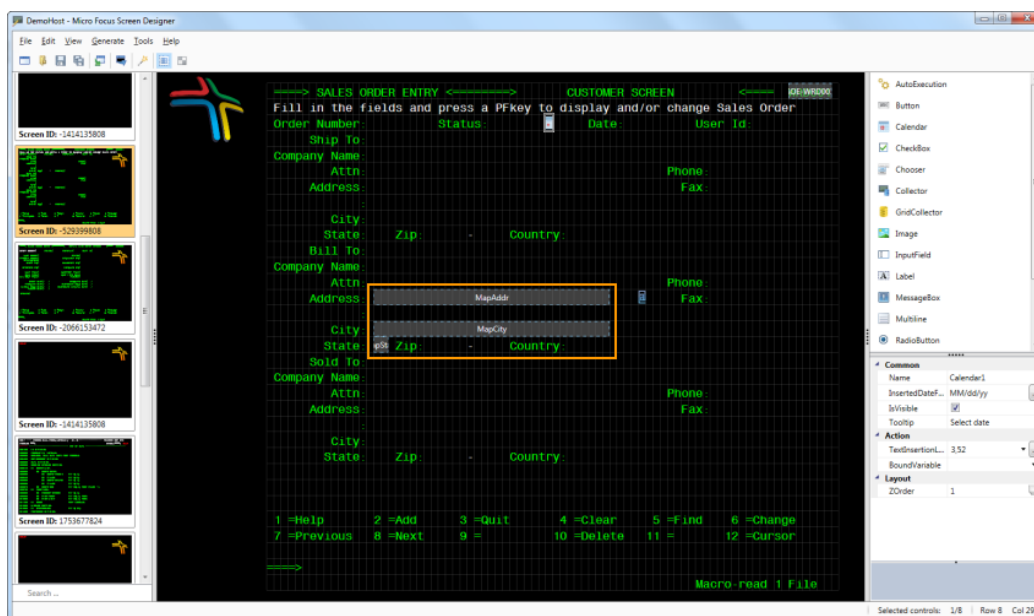 DemoHost - Micro Focus Screen Designer
File Edit View Generate Tools Help
Screen ID: -1414135808
Screen ID: -529399808
Screen ID: -2066153472
Screen ID: -1414135808
Screen ID: 1753677824
Search ...
====> SALES ORDER ENTRY <=========> CUSTOMER SCREEN <====
Fill in the fields and press a PFkey to display and/or change Sales Order
Order Number: Status: Date: User Id:
Ship To:
Company Name:
Attn: Phone:
Address: Fax:
:
City:
State: Zip: - Country:
Bill To:
Company Name:
Attn: Phone:
Address: MapAddr Fax:
:
City: MapCity
State: Zip: - Country:
Sold To:
Company Name:
Attn: Phone:
Address: Fax:
:
City:
State: Zip: - Country:
1 =Help 2 =Add 3 =Quit 4 =Clear 5 =Find 6 =Change
7 =Previous 8 =Next 9 = 10 =Delete 11 = 12 =Cursor
====>
Macro-read 1 File
AutoExecution
Button
Calendar
CheckBox
Chooser
Collector
GridCollector
Image
InputField
Label
MessageBox
Multiline
RadioButton
Common
Name Calendar1
InsertedDateF... MM/dd/yy
IsVisible
Tooltip Select date
Action
TextInsertionL... 3,52
BoundVariable
Layout
ZOrder 1
Selected controls: 1/8 Row 8 Col 29